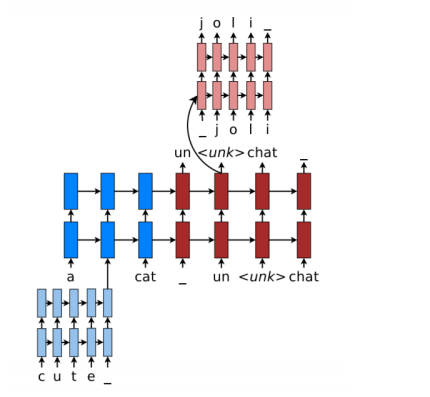 j o l i _
_ j o l i
un <unk> chat _
a cat _ un <unk> chat
c u t e _